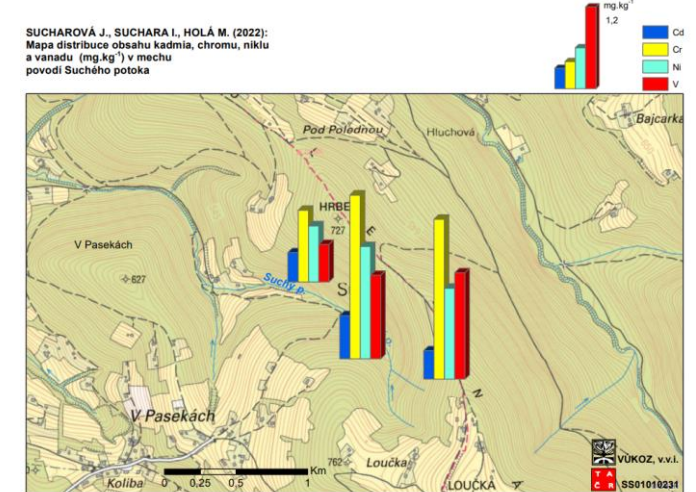 SUCHAROVÁ J., SUCHARA I., HOLÁ M. (2022):
Mapa distribuce obsahu kadmia, chromu, niklu
a vanadu (mg.kg⁻¹) v mechu
povodí Suchého potoka
mg.kg⁻¹
1,2
Cd
Cr
Ni
V
Bajcarka
Pod Polednou
Hluchová
L
HRBE
727
E
V Pasekách
627
Suchý p.
S
N
V Pasekách
Koliba
0
0,25
0,5
1
Km
762
Loučka
LOUČKA
A
VÚKOZ, v.v.i.
T A
Č R
SS01010231